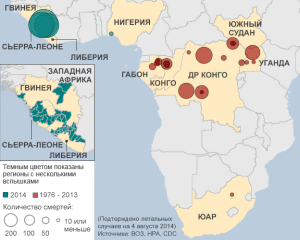 ГВИНЕЯ
НИГЕРИЯ
ЮЖНЫЙ
СУДАН
СЬЕРРА-ЛЕОНЕ
ЛИБЕРИЯ
УГАНДА
ГАБОН
КОНГО
ДР КОНГО
ЗАПАДНАЯ
АФРИКА
ГВИНЕЯ
СЬЕРРА-ЛЕОНЕ
ЛИБЕРИЯ
Темным цветом показаны
регионы с несколькими
вспышками
2014
1976 - 2013
Количество смертей:
10 или
меньше
200 100 50
ЮАР
(Подтверждено летальных
случаев на 4 августа 2014)
Источники: ВОЗ, HPA, CDC